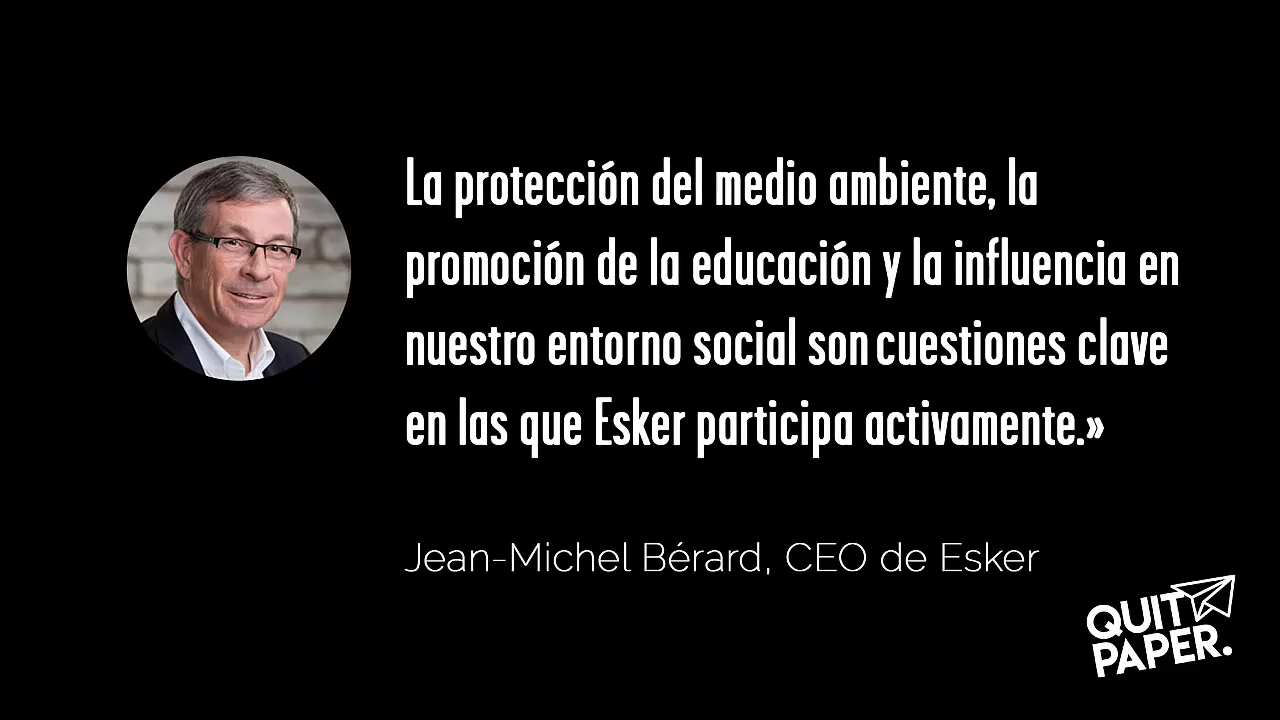 La protección del medio ambiente, la
promoción de la educación y la influencia en
nuestro entorno social son cuestiones clave
en las que Esker participa activamente.»
Jean-Michel Bérard, CEO de Esker
QUIT
PAPER.